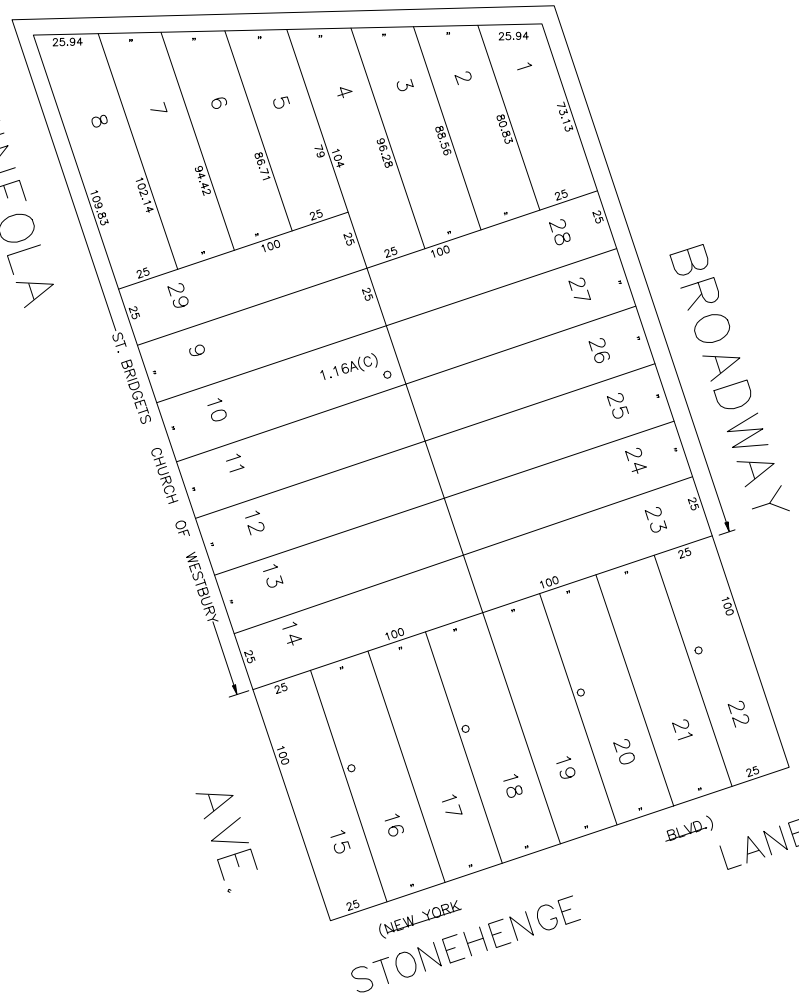 25.94 " " " " " " 25.94
8 7 6 5 4 3 2 1
109.83 102.14 94.42 86.71 79 104 96.28 88.56 80.83 73.13
25 " " 25 25 " " 25
100 100
25 25 25 25
29 28
9 27 "
" 10 26 "
" 11 25 "
" 12 24 "
" 13 23 25
" 14
25
1.16A(C)
100 100
25 " " " " " " 25
100 100
15 16 17 18 19 20 21 22
25 " " " " " " 25
ST. BRIDGETS CHURCH OF WESTBURY
AVE.
BROADWAY
(NEW YORK BLVD.)
STONEHENGE LANE